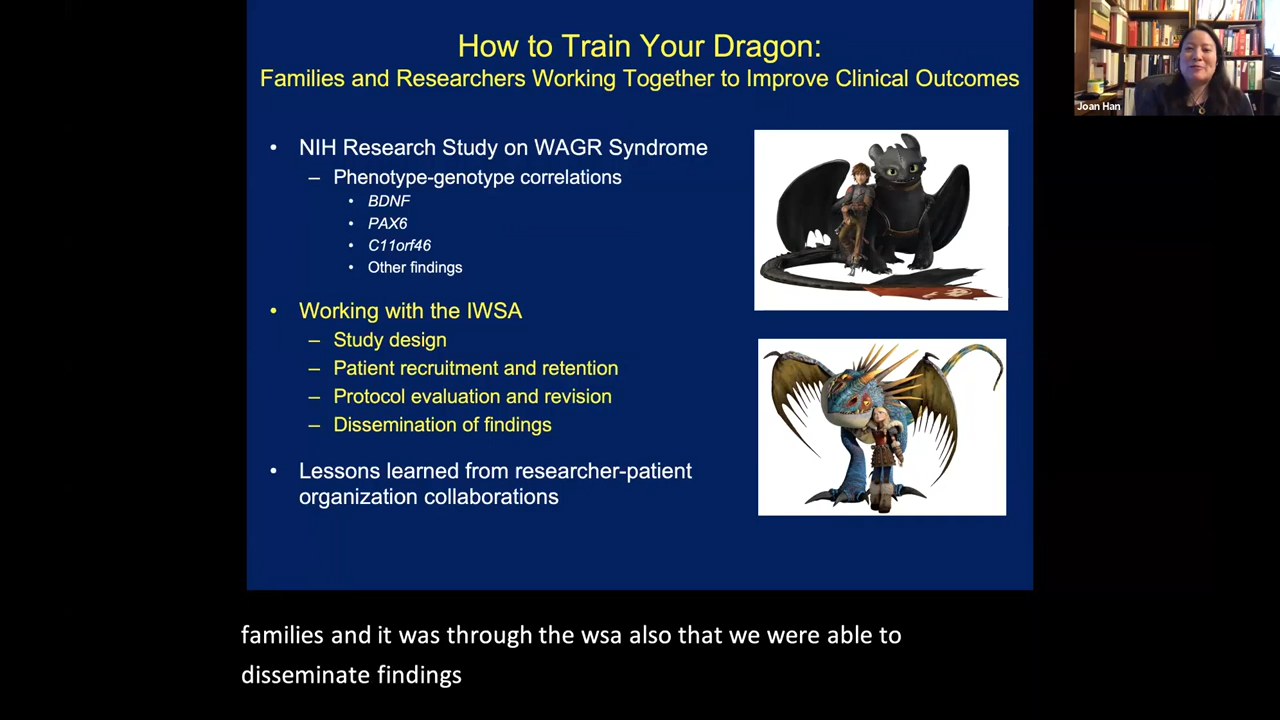 How to Train Your Dragon:
Families and Researchers Working Together to Improve Clinical Outcomes
Joan Han
• NIH Research Study on WAGR Syndrome
– Phenotype-genotype correlations
• BDNF
• PAX6
• C11orf46
• Other findings
• Working with the IWSA
– Study design
– Patient recruitment and retention
– Protocol evaluation and revision
– Dissemination of findings
• Lessons learned from researcher-patient
organization collaborations
families and it was through the wsa also that we were able to
disseminate findings